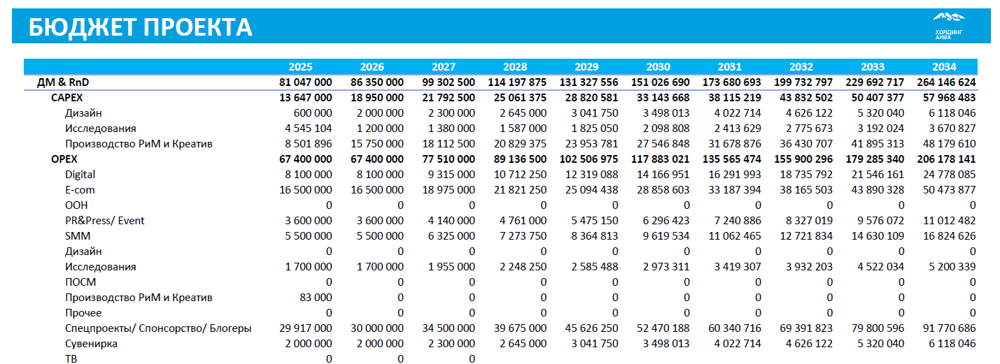 БЮДЖЕТ ПРОЕКТА
ХОЛДИНГ
АКВА
2025 2026 2027 2028 2029 2030 2031 2032 2033 2034
ДМ & RnD 81 047 000 86 350 000 99 302 500 114 197 875 131 327 556 151 026 690 173 680 693 199 732 797 229 692 717 264 146 624
CAPEX 13 647 000 18 950 000 21 792 500 25 061 375 28 820 581 33 143 668 38 115 219 43 832 502 50 407 377 57 968 483
Дизайн 600 000 2 000 000 2 300 000 2 645 000 3 041 750 3 498 013 4 022 714 4 626 122 5 320 040 6 118 046
Исследования 4 545 104 1 200 000 1 380 000 1 587 000 1 825 050 2 098 808 2 413 629 2 775 673 3 192 024 3 670 827
Производство РиМ и Креатив 8 501 896 15 750 000 18 112 500 20 829 375 23 953 781 27 546 848 31 678 876 36 430 707 41 895 313 48 179 610
OPEX 67 400 000 67 400 000 77 510 000 89 136 500 102 506 975 117 883 021 135 565 474 155 900 296 179 285 340 206 178 141
Digital 8 100 000 8 100 000 9 315 000 10 712 250 12 319 088 14 166 951 16 291 993 18 735 792 21 546 161 24 778 085
E-com 16 500 000 16 500 000 18 975 000 21 821 250 25 094 438 28 858 603 33 187 394 38 165 503 43 890 328 50 473 877
OOH 0 0 0 0 0 0 0 0 0 0
PR&Press/ Event 3 600 000 3 600 000 4 140 000 4 761 000 5 475 150 6 296 423 7 240 886 8 327 019 9 576 072 11 012 482
SMM 5 500 000 5 500 000 6 325 000 7 273 750 8 364 813 9 619 534 11 062 465 12 721 834 14 630 109 16 824 626
Дизайн 0 0 0 0 0 0 0 0 0 0
Исследования 1 700 000 1 700 000 1 955 000 2 248 250 2 585 488 2 973 311 3 419 307 3 932 203 4 522 034 5 200 339
ПОСМ 0 0 0 0 0 0 0 0 0 0
Производство РиМ и Креатив 83 000 0 0 0 0 0 0 0 0 0
Прочее 0 0 0 0 0 0 0 0 0 0
Спецпроекты/ Спонсорство/ Блогеры 29 917 000 30 000 000 34 500 000 39 675 000 45 626 250 52 470 188 60 340 716 69 391 823 79 800 596 91 770 686
Сувенирка 2 000 000 2 000 000 2 300 000 2 645 000 3 041 750 3 498 013 4 022 714 4 626 122 5 320 040 6 118 046
ТВ 0 0 0